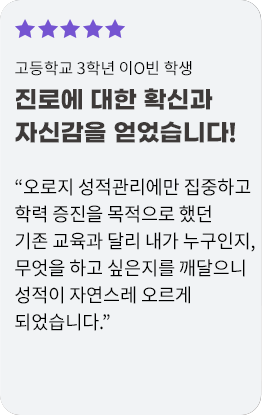 고등학교 3학년 이O빈 학생
진로에 대한 확신과
자신감을 얻었습니다!
“오로지 성적관리에만 집중하고
학력 증진을 목적으로 했던
기존 교육과 달리 내가 누구인지,
무엇을 하고 싶은지를 깨달으니
성적이 자연스레 오르게
되었습니다.”